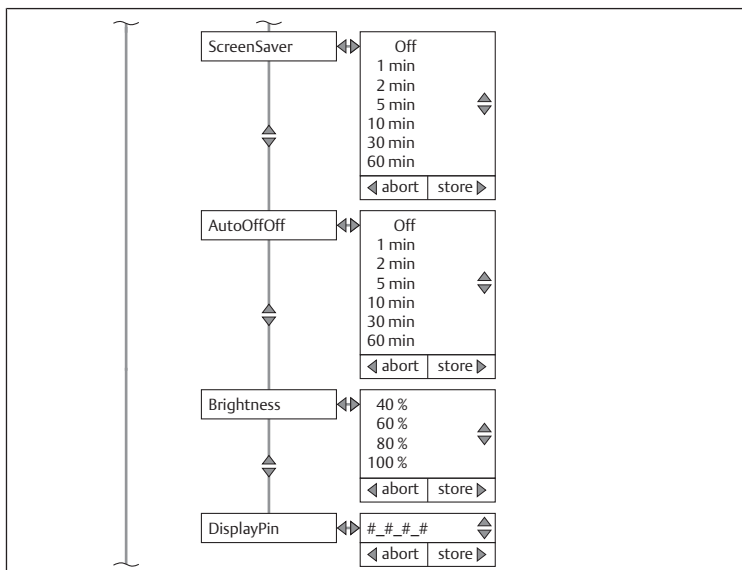 ScreenSaver
Off
1 min
2 min
5 min
10 min
30 min
60 min
abort store
AutoOffOff
Off
1 min
2 min
5 min
10 min
30 min
60 min
abort store
Brightness
40 %
60 %
80 %
100 %
abort store
DisplayPin
#_#_#_#
abort store